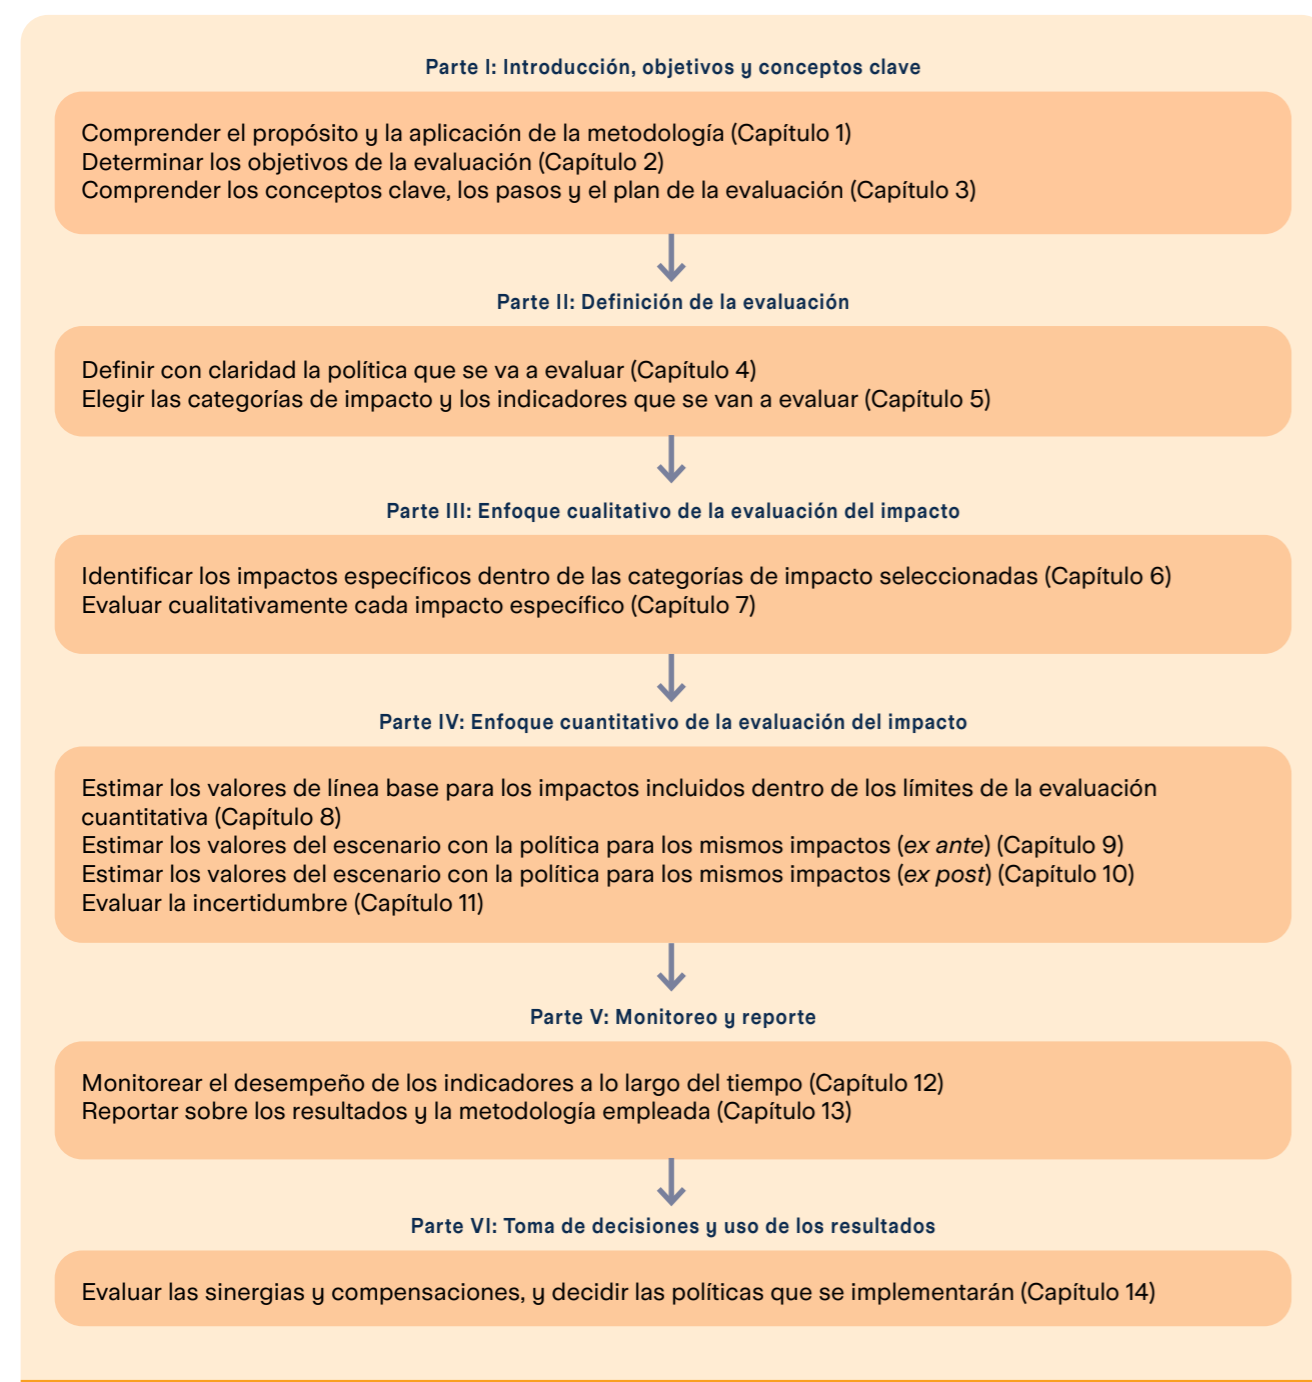 Parte I: Introducción, objetivos y conceptos clave
Comprender el propósito y la aplicación de la metodología (Capítulo 1)
Determinar los objetivos de la evaluación (Capítulo 2)
Comprender los conceptos clave, los pasos y el plan de la evaluación (Capítulo 3)
Parte II: Definición de la evaluación
Definir con claridad la política que se va a evaluar (Capítulo 4)
Elegir las categorías de impacto y los indicadores que se van a evaluar (Capítulo 5)
Parte III: Enfoque cualitativo de la evaluación del impacto
Identificar los impactos específicos dentro de las categorías de impacto seleccionadas (Capítulo 6)
Evaluar cualitativamente cada impacto específico (Capítulo 7)
Parte IV: Enfoque cuantitativo de la evaluación del impacto
Estimar los valores de línea base para los impactos incluidos dentro de los límites de la evaluación
cuantitativa (Capítulo 8)
Estimar los valores del escenario con la política para los mismos impactos (ex ante) (Capítulo 9)
Estimar los valores del escenario con la política para los mismos impactos (ex post) (Capítulo 10)
Evaluar la incertidumbre (Capítulo 11)
Parte V: Monitoreo y reporte
Monitorear el desempeño de los indicadores a lo largo del tiempo (Capítulo 12)
Reportar sobre los resultados y la metodología empleada (Capítulo 13)
Parte VI: Toma de decisiones y uso de los resultados
Evaluar las sinergias y compensaciones, y decidir las políticas que se implementarán (Capítulo 14)